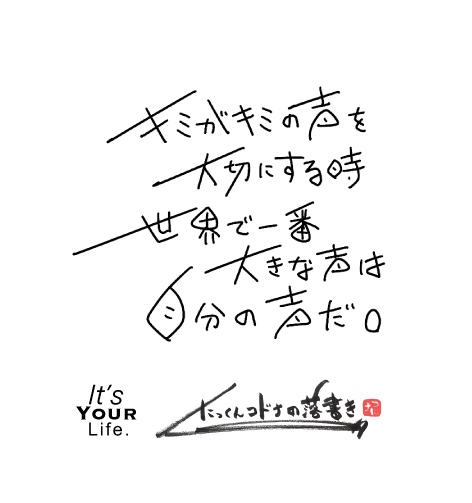 キミがキミの声を
大切にする時
世界で一番
大きな声は
自分の声だ。
It's
YOUR
Life.
たっくんコドナの落書き